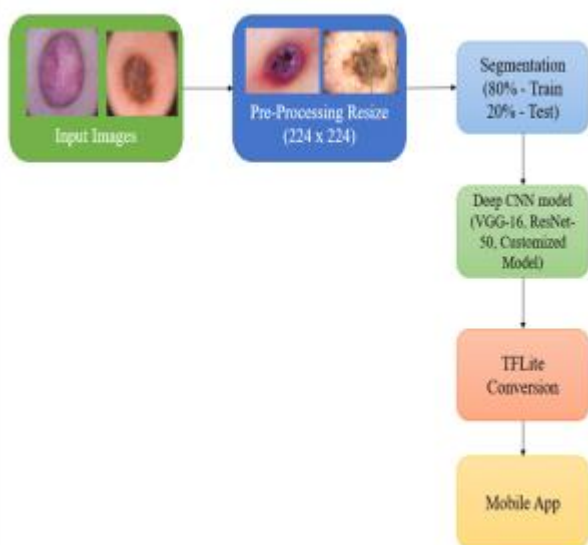 Input Images
Pre-Processing Resize
(224 x 224)
Segmentation
(80% - Train
20% - Test)
Deep CNN model
(VGG-16, ResNet-
50, Customized
Model)
TFLite
Conversion
Mobile App